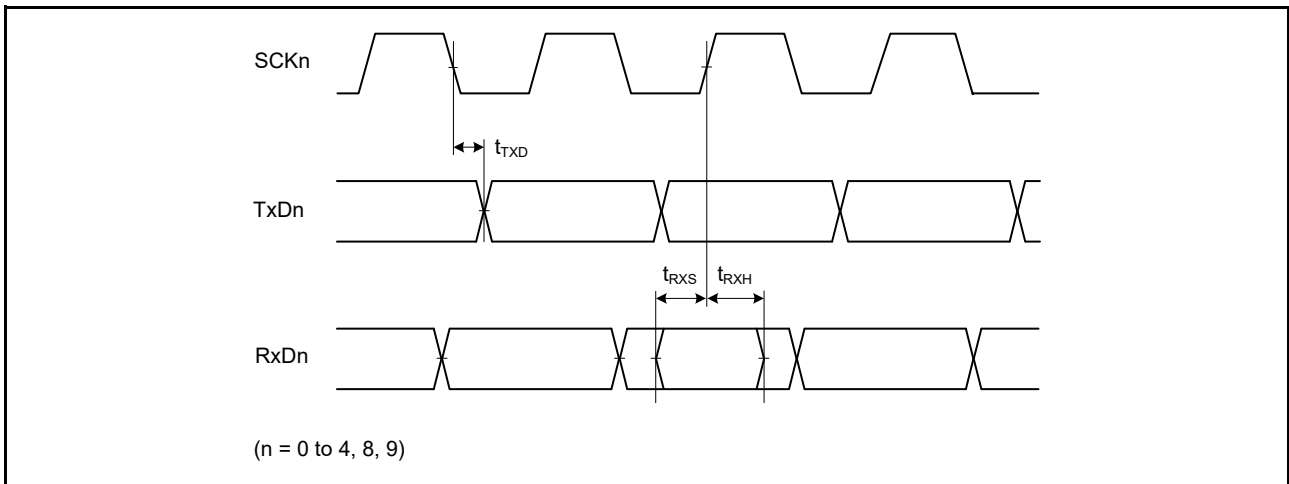 SCKn
tTXD
TxDn
tRXS tRXH
RxDn
(n = 0 to 4, 8, 9)